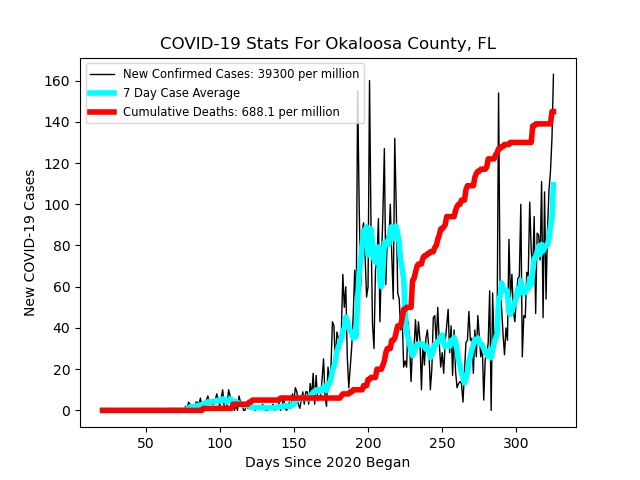 COVID-19 Stats For Okaloosa County, FL
New Confirmed Cases: 39300 per million
7 Day Case Average
Cumulative Deaths: 688.1 per million
New COVID-19 Cases
160
140
120
100
80
60
40
20
0
50 100 150 200 250 300
Days Since 2020 Began